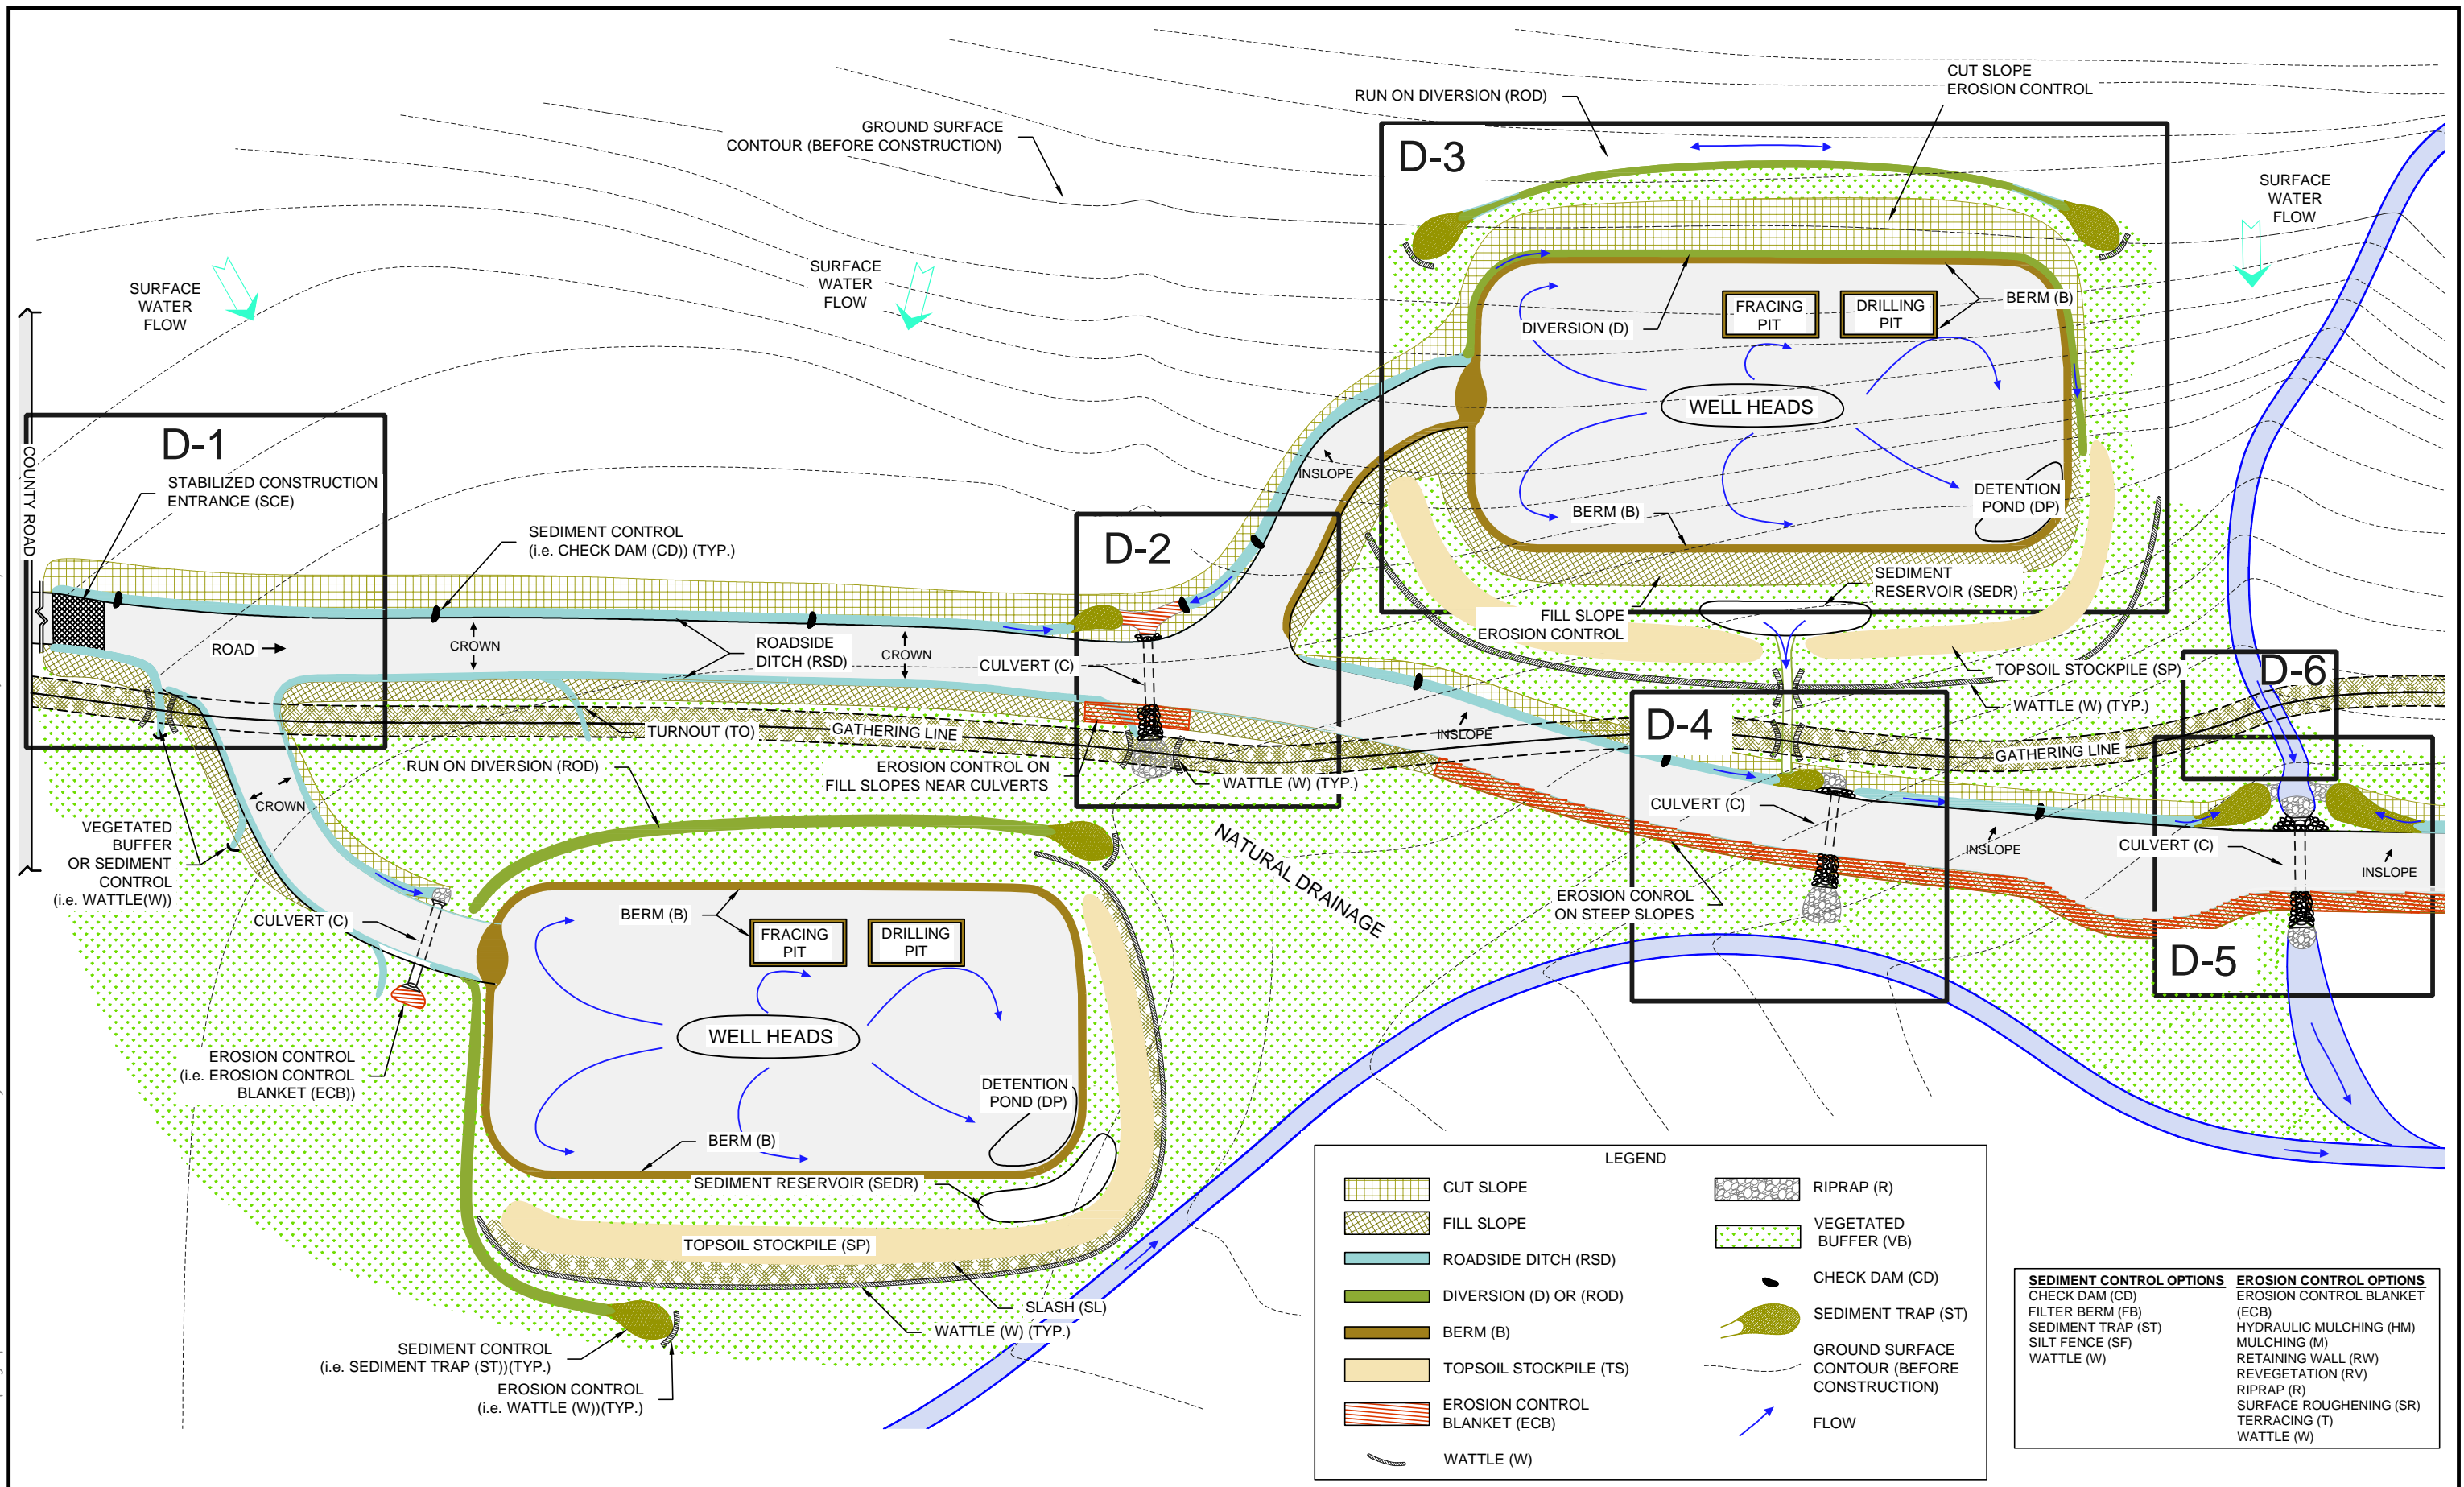 CUT SLOPE
EROSION CONTROL
RUN ON DIVERSION (ROD)
GROUND SURFACE
CONTOUR (BEFORE CONSTRUCTION)
D-3
SURFACE
WATER
FLOW
SURFACE
WATER
FLOW
SURFACE
WATER
FLOW
BERM (B)
FRACING
PIT
DRILLING
PIT
DIVERSION (D)
WELL HEADS
COUNTY ROAD
D-1
STABILIZED CONSTRUCTION
ENTRANCE (SCE)
INSLOPE
DETENTION
POND (DP)
BERM (B)
SEDIMENT CONTROL
(i.e. CHECK DAM (CD)) (TYP.)
D-2
SEDIMENT
RESERVOIR (SEDR)
FILL SLOPE
EROSION CONTROL
ROAD
CROWN
ROADSIDE
DITCH (RSD)
CROWN
CULVERT (C)
TOPSOIL STOCKPILE (SP)
D-6
WATTLE (W) (TYP.)
TURNOUT (TO)
GATHERING LINE
INSLOPE
D-4
GATHERING LINE
RUN ON DIVERSION (ROD)
EROSION CONTROL ON
FILL SLOPES NEAR CULVERTS
WATTLE (W) (TYP.)
CROWN
CULVERT (C)
INSLOPE
CULVERT (C)
INSLOPE
VEGETATED
BUFFER
OR SEDIMENT
CONTROL
(i.e. WATTLE(W))
NATURAL DRAINAGE
EROSION CONROL
ON STEEP SLOPES
D-5
CULVERT (C)
BERM (B)
FRACING
PIT
DRILLING
PIT
WELL HEADS
EROSION CONTROL
(i.e. EROSION CONTROL
BLANKET (ECB))
DETENTION
POND (DP)
BERM (B)
SEDIMENT RESERVOIR (SEDR)
TOPSOIL STOCKPILE (SP)
SLASH (SL)
WATTLE (W) (TYP.)
SEDIMENT CONTROL
(i.e. SEDIMENT TRAP (ST))(TYP.)
EROSION CONTROL
(i.e. WATTLE (W))(TYP.)
LEGEND
CUT SLOPE
FILL SLOPE
ROADSIDE DITCH (RSD)
DIVERSION (D) OR (ROD)
BERM (B)
TOPSOIL STOCKPILE (TS)
EROSION CONTROL
BLANKET (ECB)
WATTLE (W)
RIPRAP (R)
VEGETATED
BUFFER (VB)
CHECK DAM (CD)
SEDIMENT TRAP (ST)
GROUND SURFACE
CONTOUR (BEFORE
CONSTRUCTION)
FLOW
SEDIMENT CONTROL OPTIONS
CHECK DAM (CD)
FILTER BERM (FB)
SEDIMENT TRAP (ST)
SILT FENCE (SF)
WATTLE (W)
EROSION CONTROL OPTIONS
EROSION CONTROL BLANKET
(ECB)
HYDRAULIC MULCHING (HM)
MULCHING (M)
RETAINING WALL (RW)
REVEGETATION (RV)
RIPRAP (R)
SURFACE ROUGHENING (SR)
TERRACING (T)
WATTLE (W)